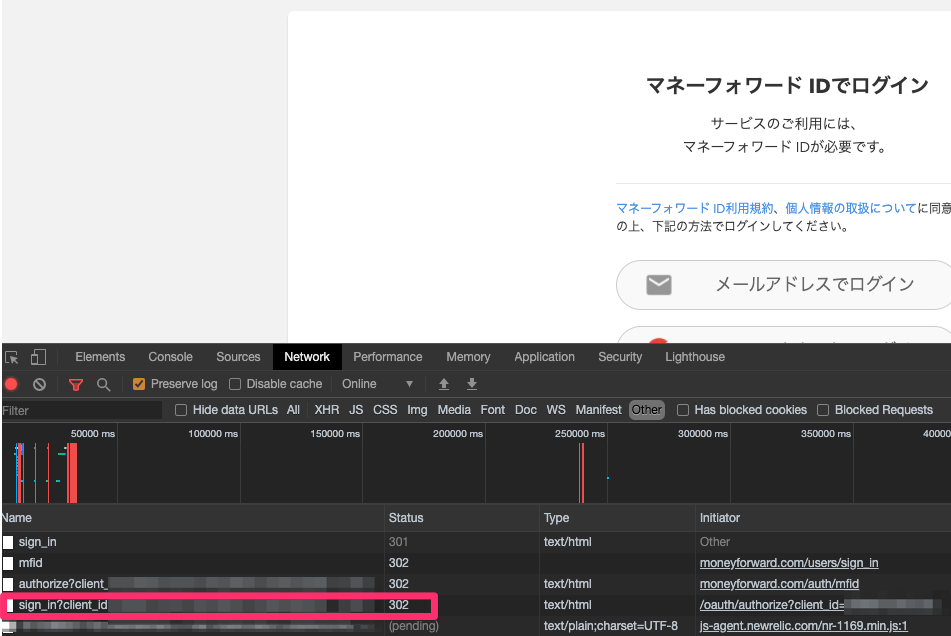 マネーフォワード IDでログイン
サービスのご利用には、
マネーフォワード IDが必要です。
マネーフォワード ID利用規約、個人情報の取扱についてに同意
の上、下記の方法でログインしてください。
メールアドレスでログイン
Elements Console Sources Network Performance Memory Application Security Lighthouse
Preserve log Disable cache Online
Filter Hide data URLs All XHR JS CSS Img Media Font Doc WS Manifest Other Has blocked cookies Blocked Requests
50000 ms 100000 ms 150000 ms 200000 ms 250000 ms 300000 ms 350000 ms 40000
Name Status Type Initiator
sign_in 301 text/html Other
mfid 302 moneyforward.com/users/sign_in
authorize?client_ 302 text/html moneyforward.com/auth/mfid
sign_in?client_id 302 text/html /oauth/authorize?client_id=
(pending) text/plain;charset=UTF-8 js-agent.newrelic.com/nr-1169.min.js:1